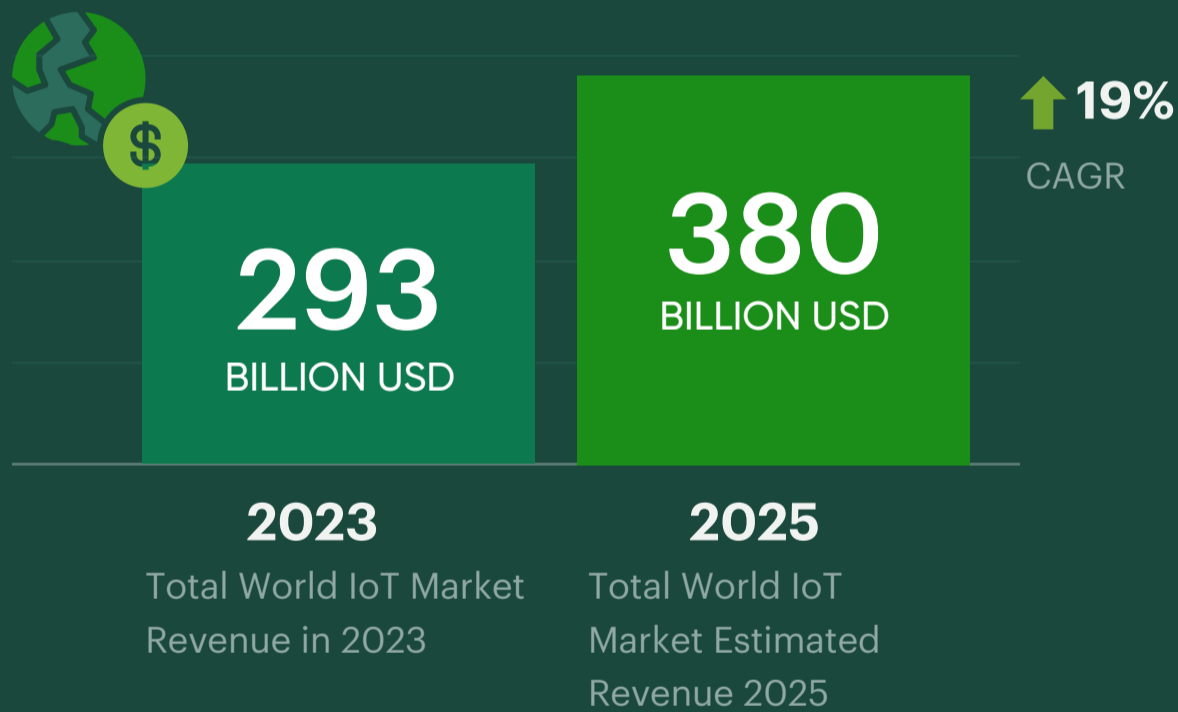 $
19%
CAGR
293
BILLION USD
380
BILLION USD
2023
Total World IoT Market
Revenue in 2023
2025
Total World IoT
Market Estimated
Revenue 2025